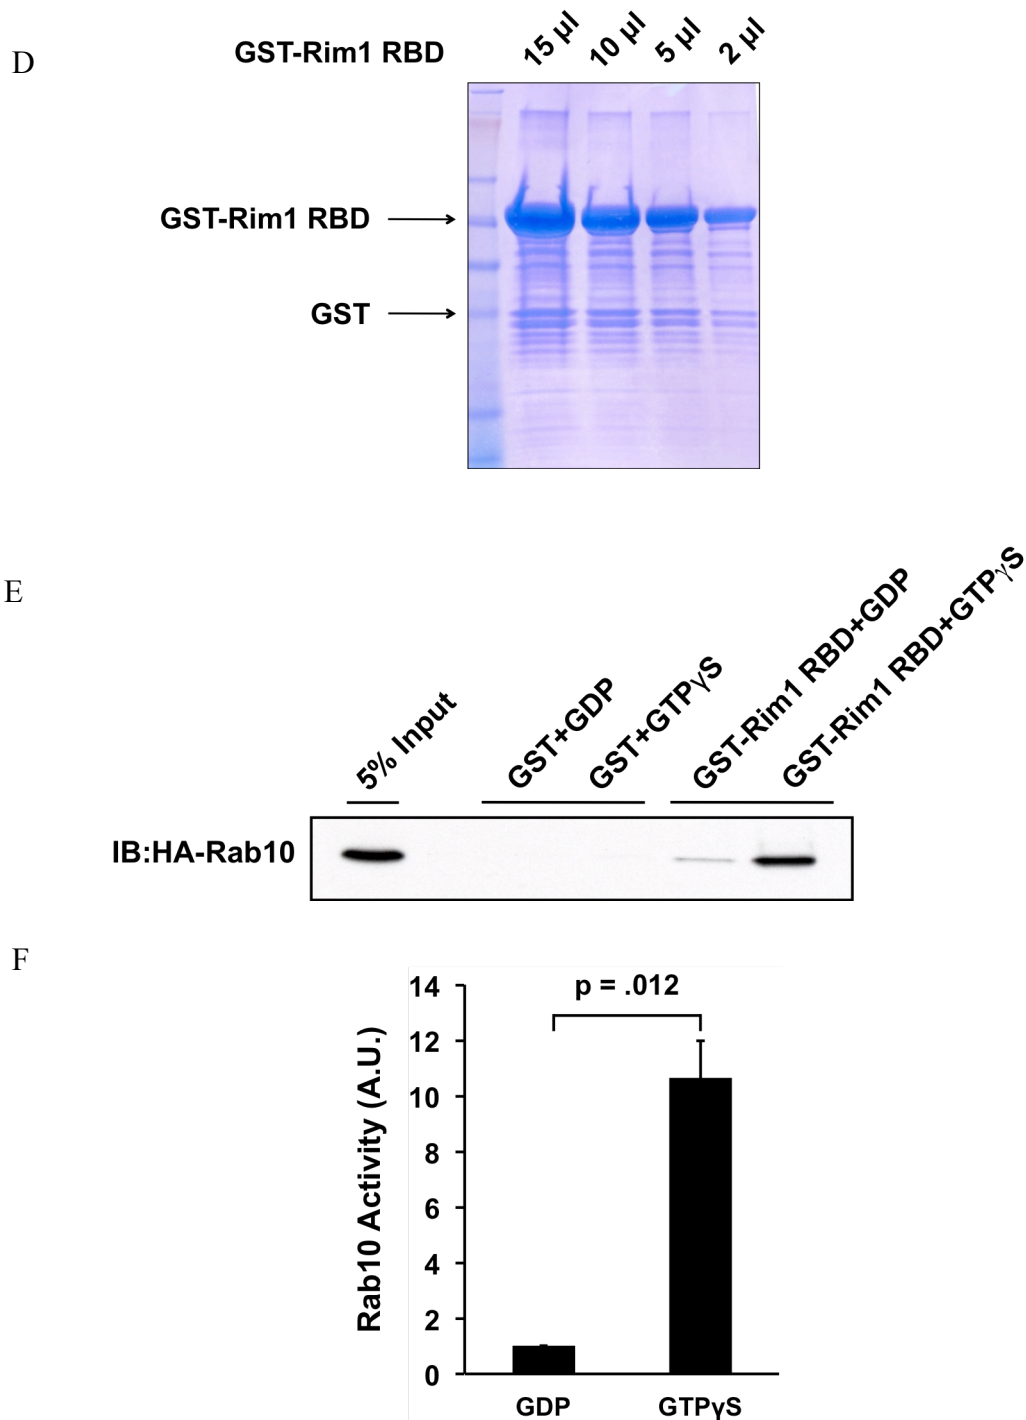 D
GST-Rim1 RBD
15 µl
10 µl
5 µl
2 µl
GST-Rim1 RBD
GST
E
5% Input
GST+GDP
GST+GTPγS
GST-Rim1 RBD+GDP
GST-Rim1 RBD+GTPγS
IB:HA-Rab10
F
p = .012
Rab10 Activity (A.U.)
14
12
10
8
6
4
2
0
GDP
GTPγS